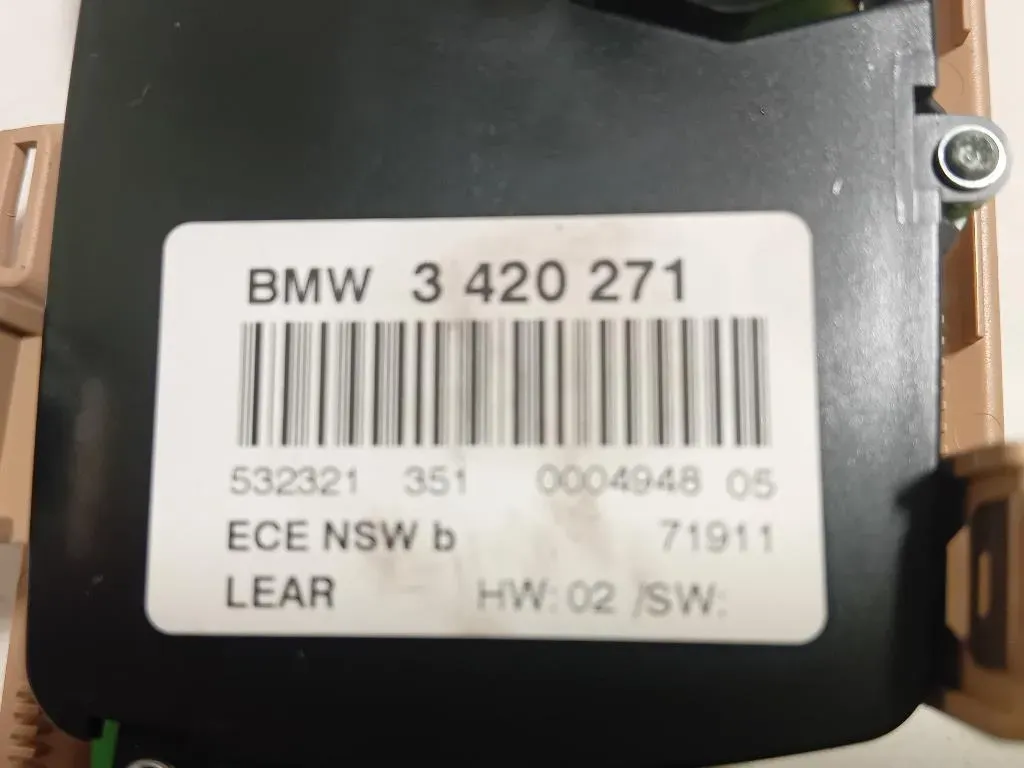 BMW 3 420 271
532321 351 0004948 05
ECE NSW b 71911
LEAR HW: 02 /SW: